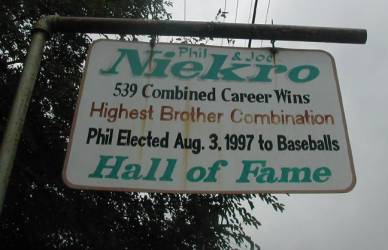 Phil & Joe
Niekro
539 Combined Career Wins
Highest Brother Combination
Phil Elected Aug. 3, 1997 to Baseballs
Hall of Fame